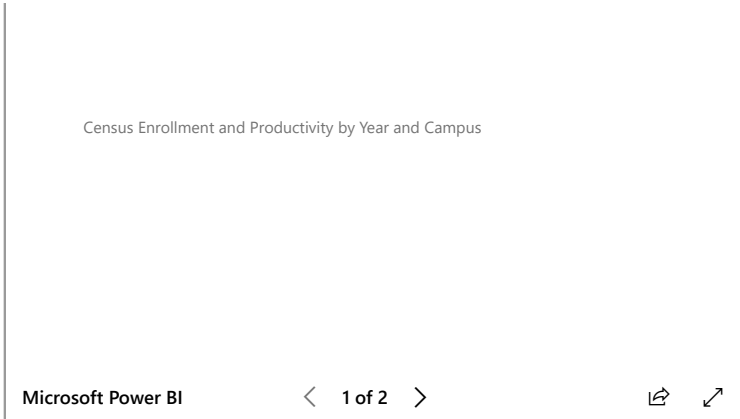 Census Enrollment and Productivity by Year and Campus
Microsoft Power BI
1 of 2